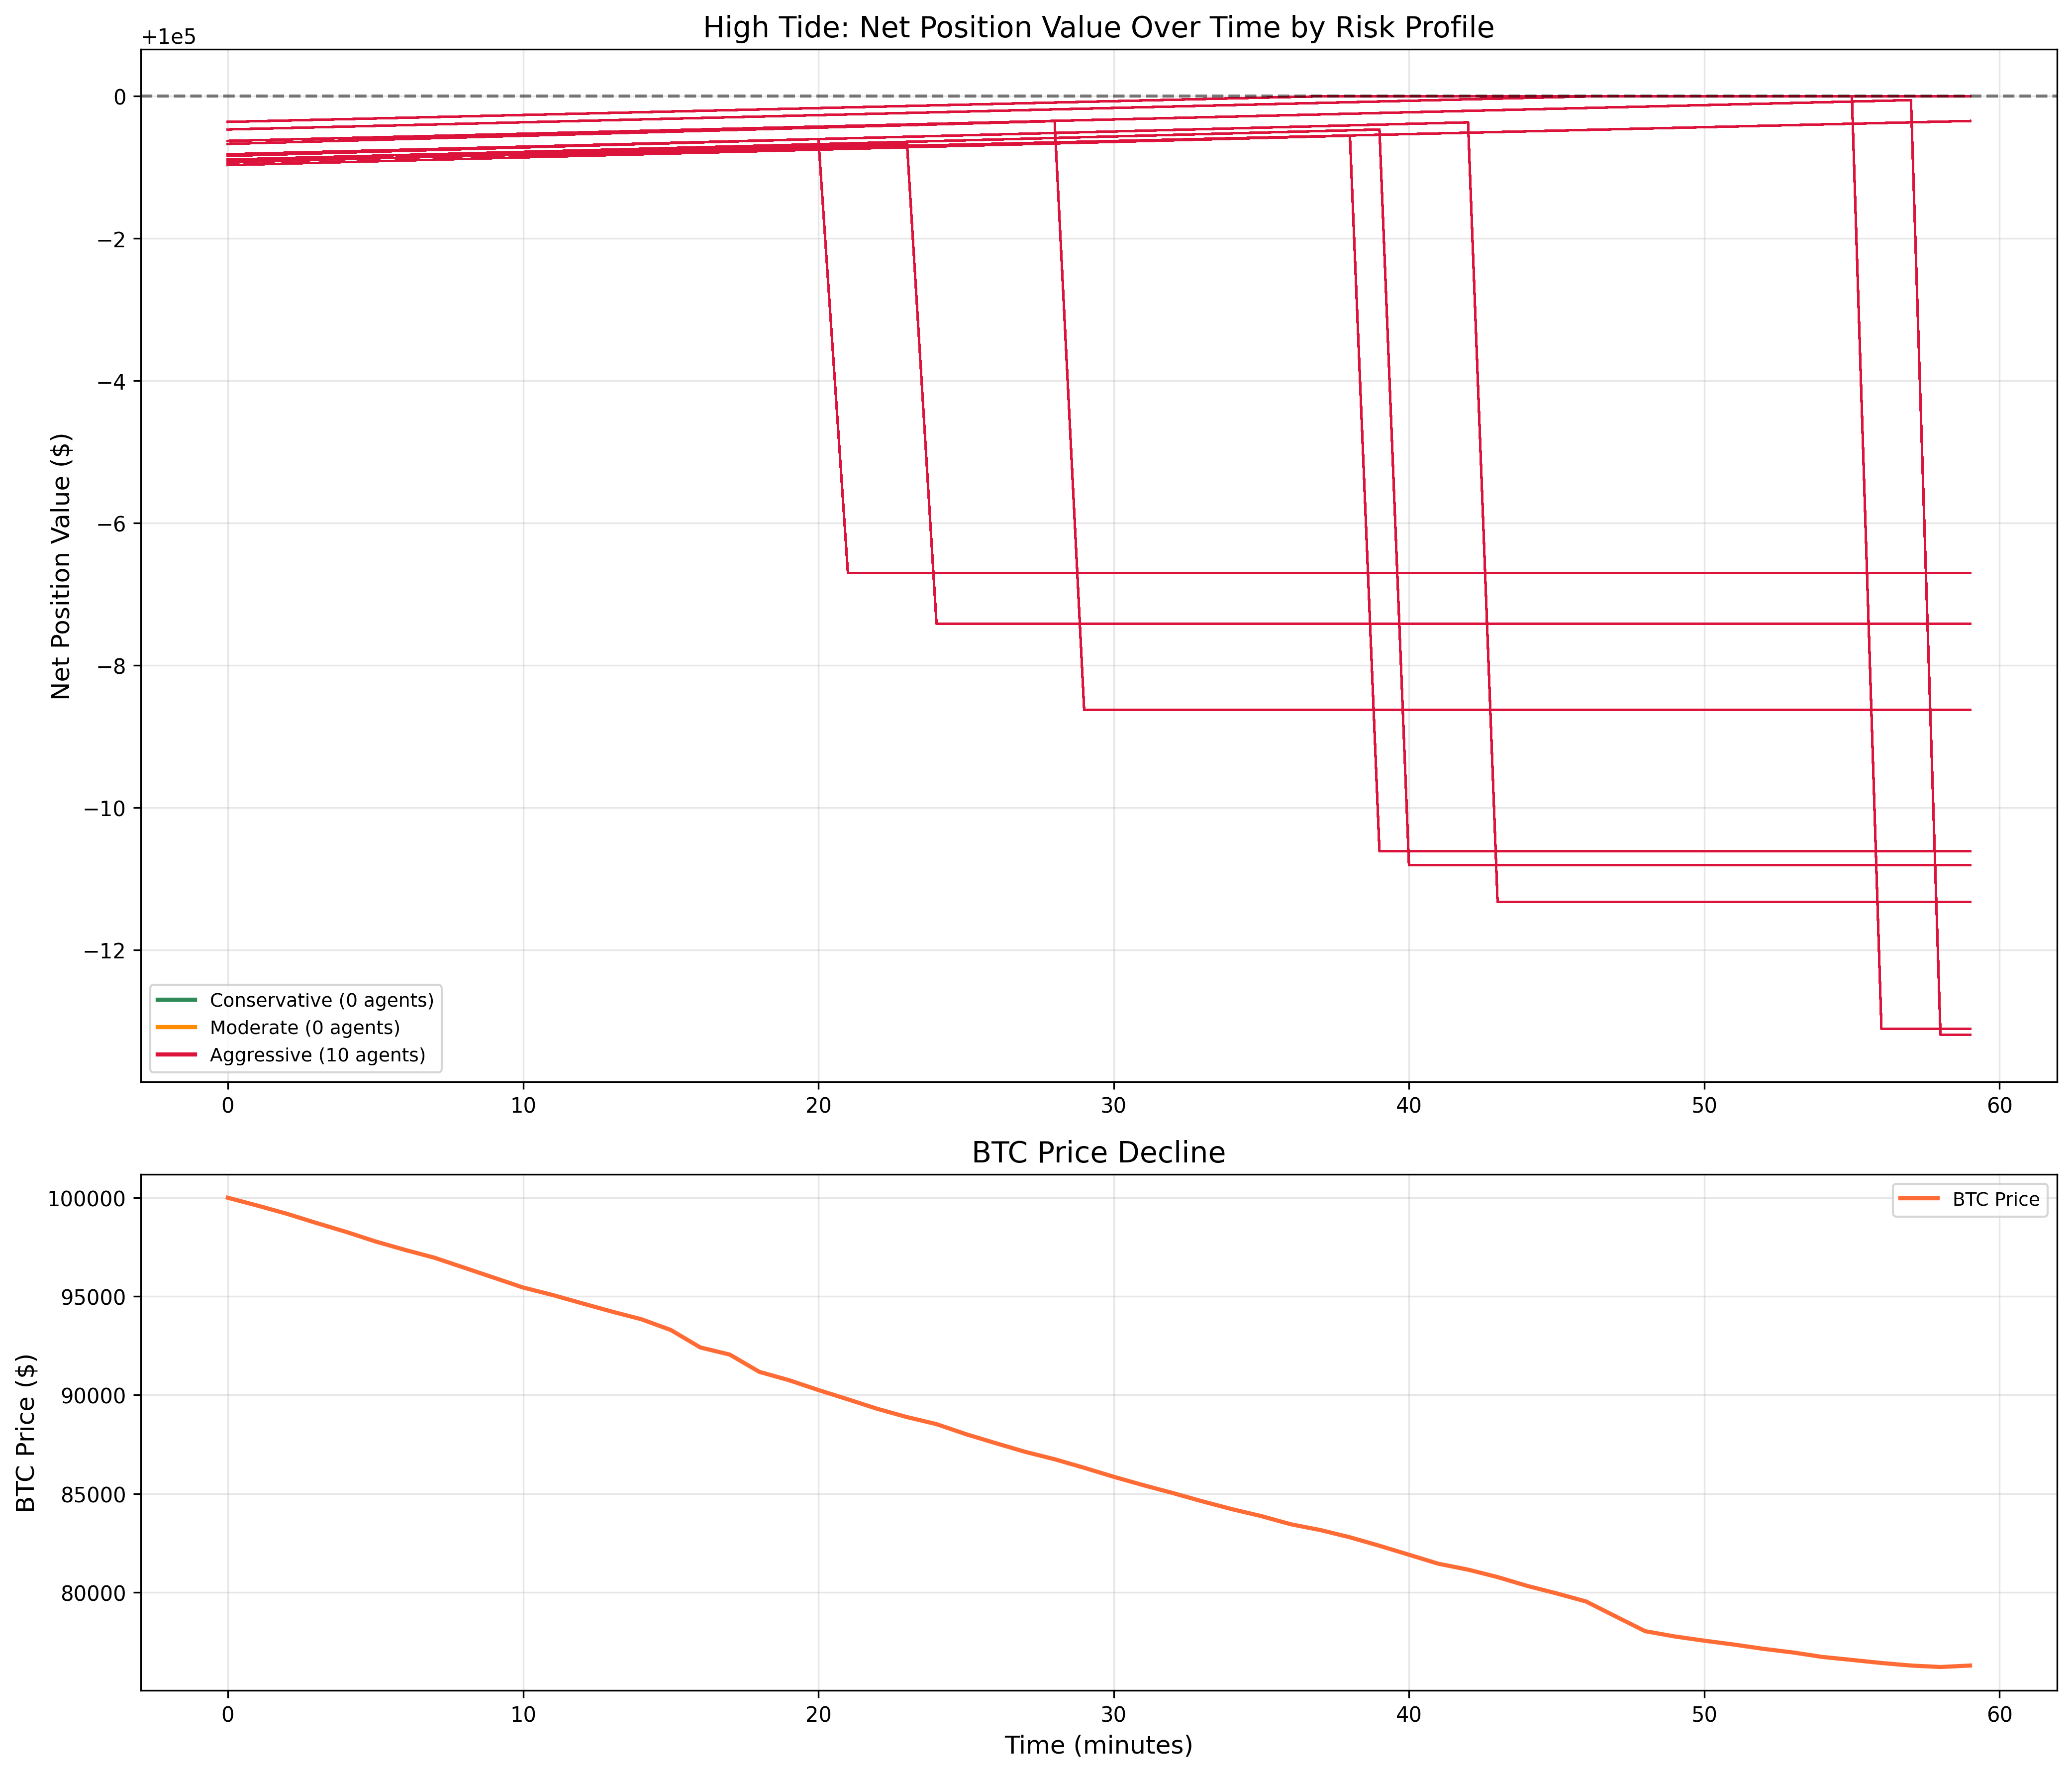 High Tide: Net Position Value Over Time by Risk Profile
+1e5
0
−2
−4
−6
−8
−10
−12
Net Position Value ($)
Conservative (0 agents)
Moderate (0 agents)
Aggressive (10 agents)
0 10 20 30 40 50 60
BTC Price Decline
100000
95000
90000
85000
80000
BTC Price ($)
BTC Price
0 10 20 30 40 50 60
Time (minutes)